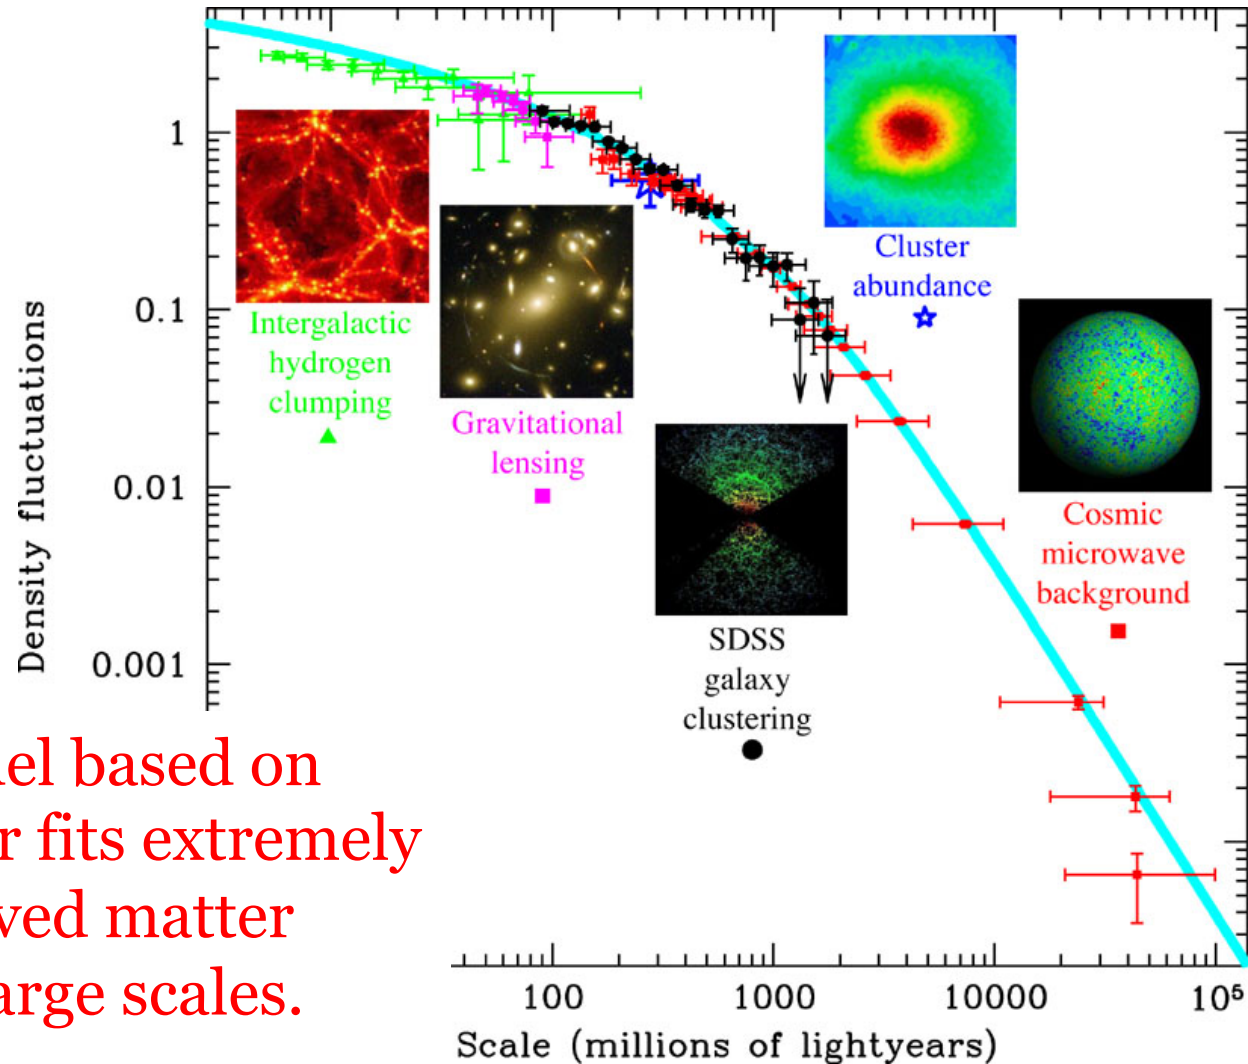 1
0.1
0.01
0.001
Density fluctuations
Intergalactic
hydrogen
clumping
Gravitational
lensing
SDSS
galaxy
clustering
Cluster
abundance
Cosmic
microwave
background
el based on
r fits extremely
ved matter
arge scales.
100 1000 10000 10⁵
Scale (millions of lightyears)